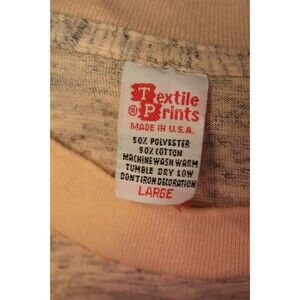 Textile
® Prints
MADE IN U.S.A.
50% POLYESTER
50% COTTON
MACHINE WASH WARM
TUMBLE DRY LOW
DON'T IRON DECORATION
LARGE